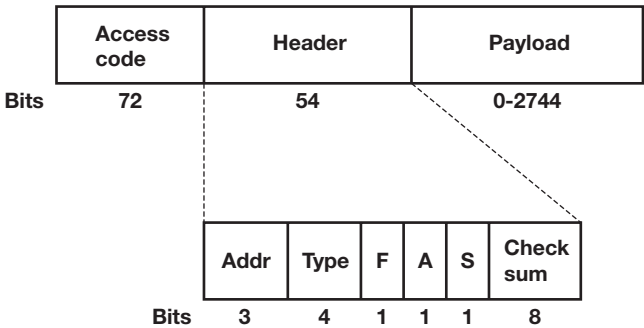 Access code Header Payload
Bits 72 54 0-2744
Addr Type F A S Check sum
Bits 3 4 1 1 1 8